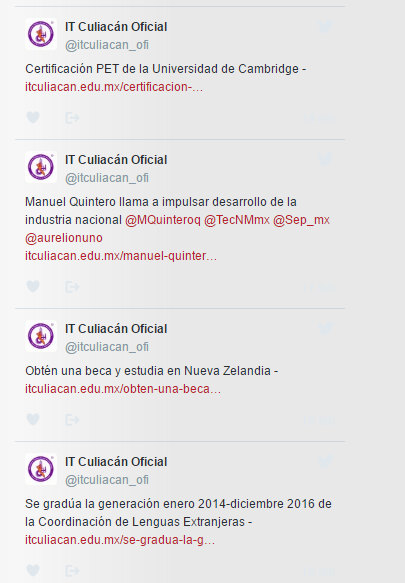 IT Culiacán Oficial
@itculiacan_ofi
Certificación PET de la Universidad de Cambridge -
itculiacan.edu.mx/certificacion-…
IT Culiacán Oficial
@itculiacan_ofi
Manuel Quintero llama a impulsar desarrollo de la
industria nacional @MQuinteroq @TecNMmx @Sep_mx
@aurelionuno
itculiacan.edu.mx/manuel-quinter…
IT Culiacán Oficial
@itculiacan_ofi
Obtén una beca y estudia en Nueva Zelandia -
itculiacan.edu.mx/obten-una-beca…
IT Culiacán Oficial
@itculiacan_ofi
Se gradúa la generación enero 2014-diciembre 2016 de
la Coordinación de Lenguas Extranjeras -
itculiacan.edu.mx/se-gradua-la-g…